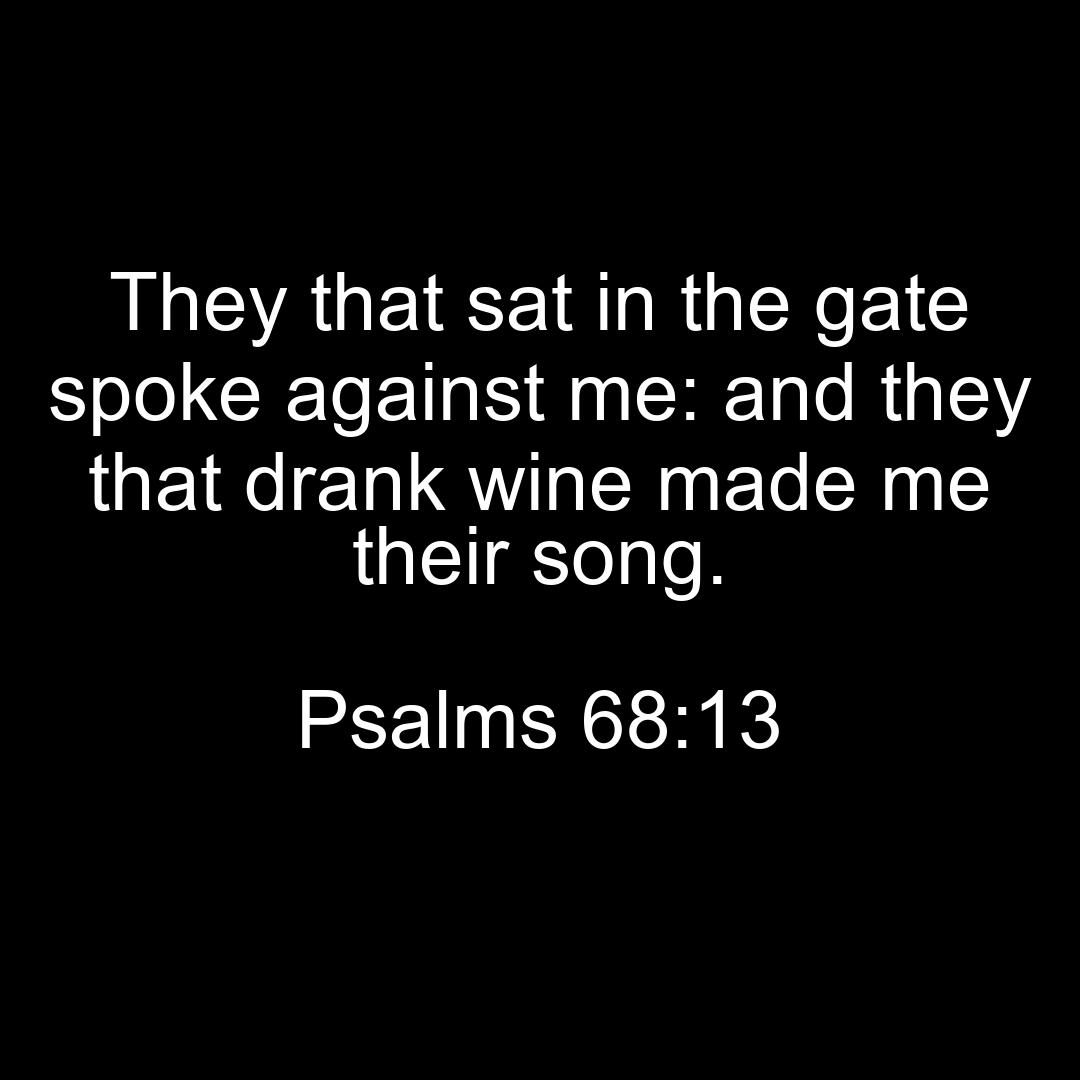 They that sat in the gate
spoke against me: and they
that drank wine made me
their song.
Psalms 68:13